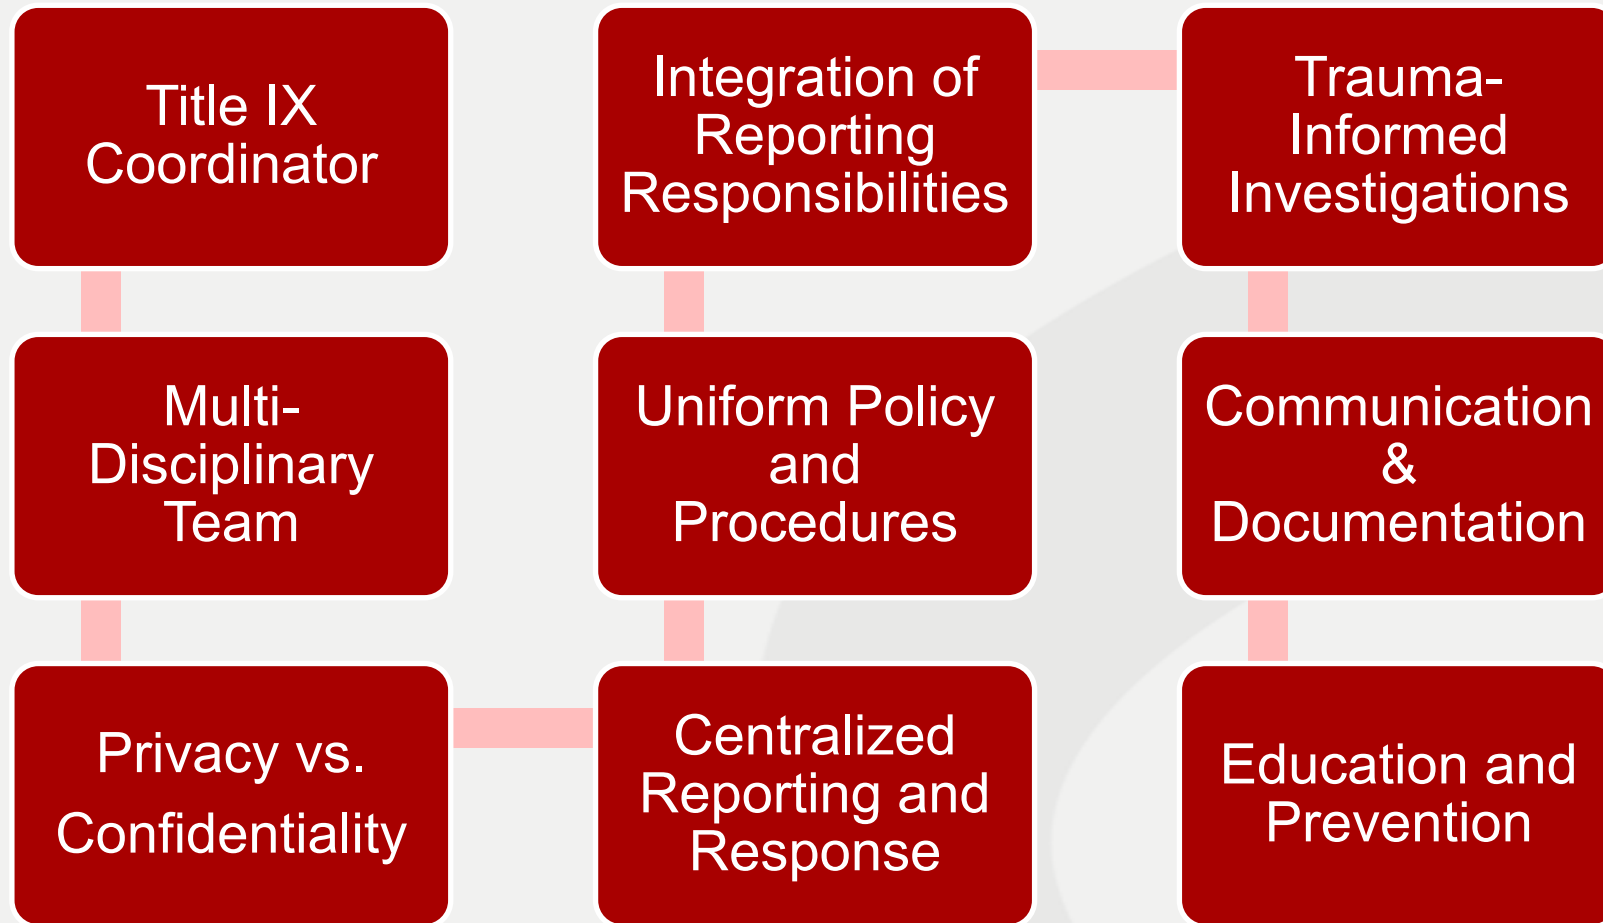 Title IX
Coordinator
Multi-
Disciplinary
Team
Privacy vs.
Confidentiality
Centralized
Reporting and
Response
Uniform Policy
and
Procedures
Integration of
Reporting
Responsibilities
Trauma-
Informed
Investigations
Communication
&
Documentation
Education and
Prevention